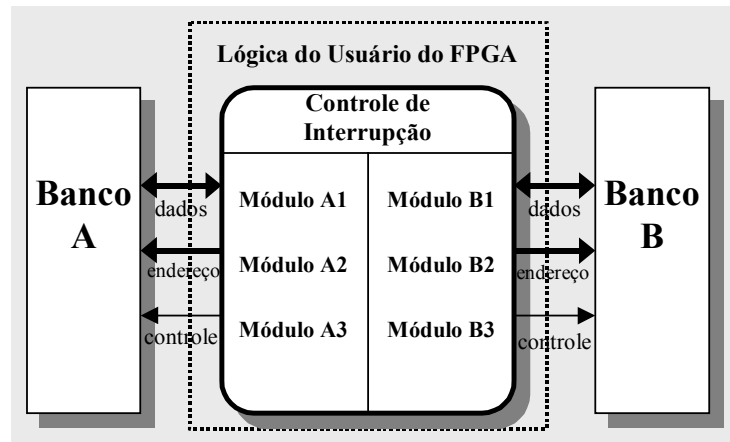 Lógica do Usuário do FPGA
Controle de
Interrupção
Banco
A
dados
endereço
controle
Módulo A1
Módulo A2
Módulo A3
Módulo B1
Módulo B2
Módulo B3
dados
endereço
controle
Banco
B